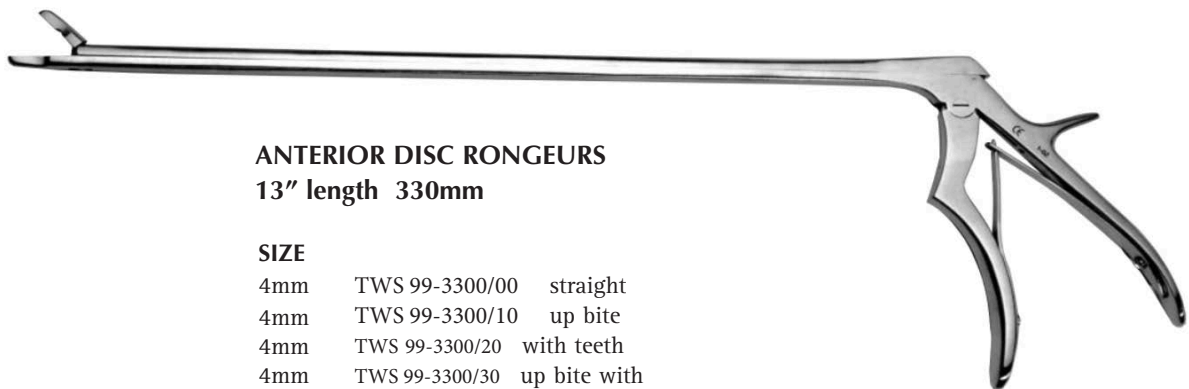 ANTERIOR DISC RONGEURS
13” length 330mm
SIZE
4mm TWS 99-3300/00 straight
4mm TWS 99-3300/10 up bite
4mm TWS 99-3300/20 with teeth
4mm TWS 99-3300/30 up bite with
CE